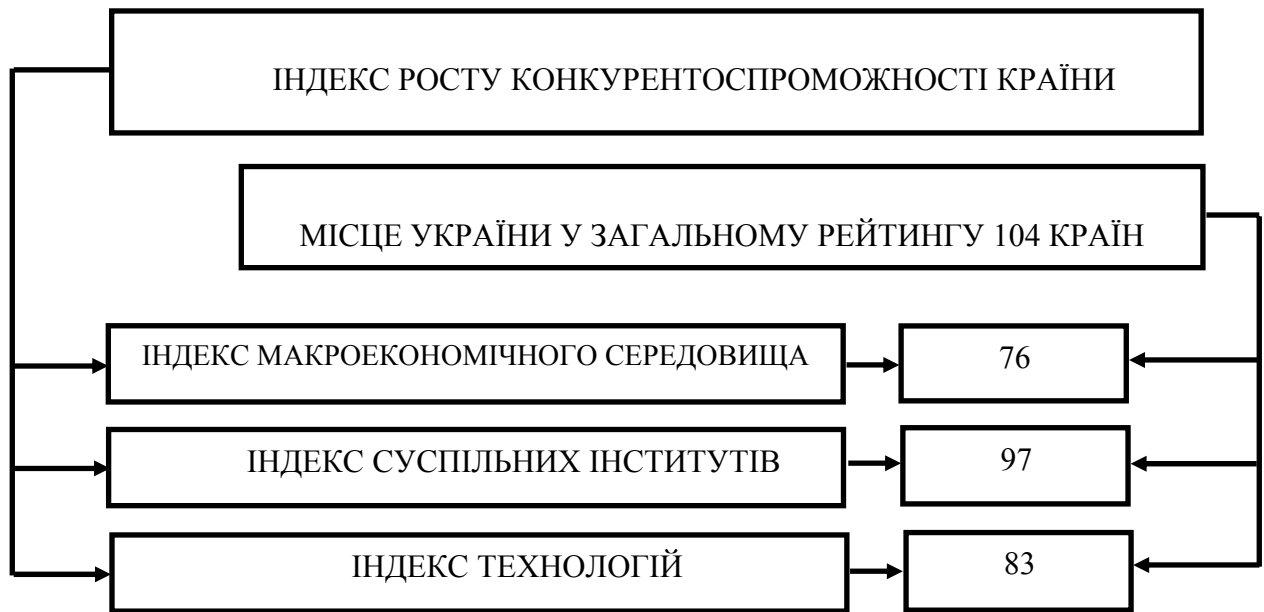 ІНДЕКС РОСТУ КОНКУРЕНТОСПРОМОЖНОСТІ КРАЇНИ
МІСЦЕ УКРАЇНИ У ЗАГАЛЬНОМУ РЕЙТИНГУ 104 КРАЇН
ІНДЕКС МАКРОЕКОНОМІЧНОГО СЕРЕДОВИЩА
76
ІНДЕКС СУСПІЛЬНИХ ІНСТИТУТІВ
97
ІНДЕКС ТЕХНОЛОГІЙ
83